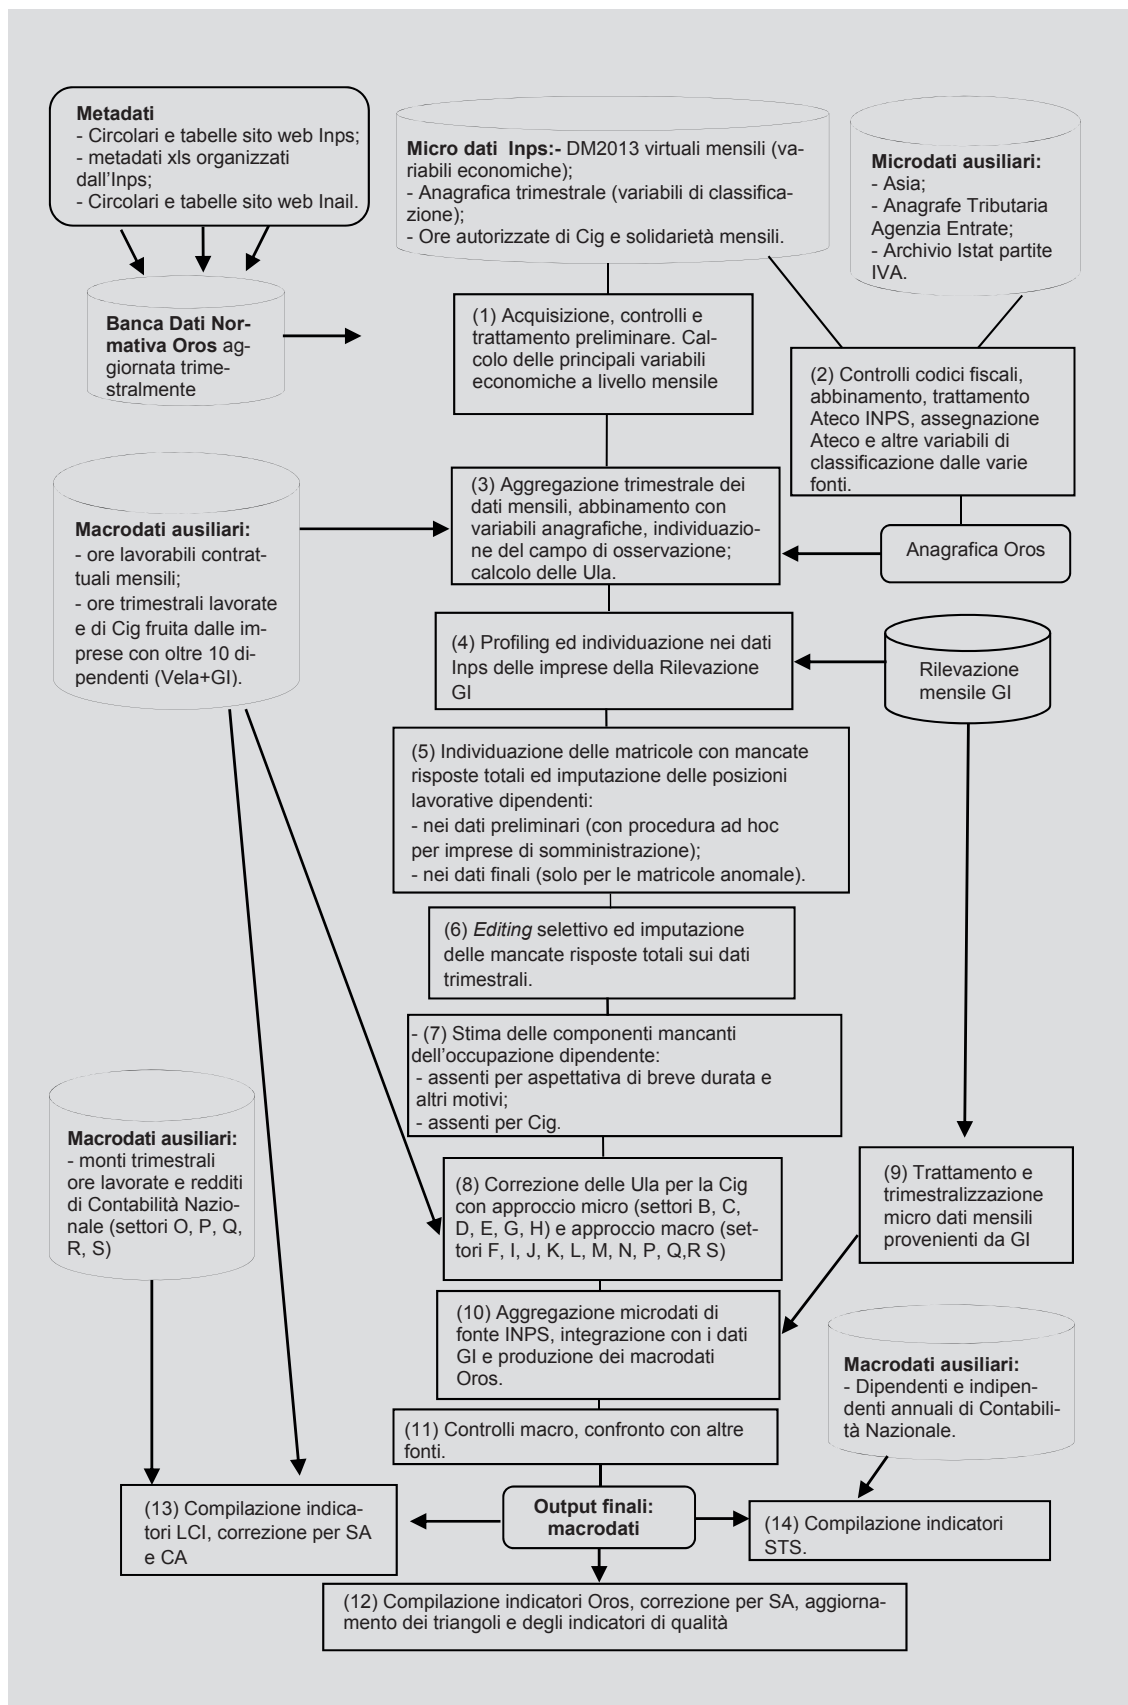 Metadati
- Circolari e tabelle sito web Inps;
- metadati xls organizzati
dall'Inps;
- Circolari e tabelle sito web Inail.
Micro dati Inps:- DM2013 virtuali mensili (va-
riabili economiche);
- Anagrafica trimestrale (variabili di classifica-
zione);
- Ore autorizzate di Cig e solidarietà mensili.
Microdati ausiliari:
- Asia;
- Anagrafe Tributaria
Agenzia Entrate;
- Archivio Istat partite
IVA.
Banca Dati Nor-
mativa Oros ag-
giornata trime-
stralmente
(1) Acquisizione, controlli e
trattamento preliminare. Cal-
colo delle principali variabili
economiche a livello mensile
(2) Controlli codici fiscali,
abbinamento, trattamento
Ateco INPS, assegnazione
Ateco e altre variabili di
classificazione dalle varie
fonti.
Macrodati ausiliari:
- ore lavorabili contrat-
tuali mensili;
- ore trimestrali lavorate
e di Cig fruita dalle im-
prese con oltre 10 di-
pendenti (Vela+GI).
(3) Aggregazione trimestrale dei
dati mensili, abbinamento con
variabili anagrafiche, individuazio-
ne del campo di osservazione;
calcolo delle Ula.
Anagrafica Oros
(4) Profiling ed individuazione nei dati
Inps delle imprese della Rilevazione
GI
Rilevazione
mensile GI
(5) Individuazione delle matricole con mancate
risposte totali ed imputazione delle posizioni
lavorative dipendenti:
- nei dati preliminari (con procedura ad hoc
per imprese di somministrazione);
- nei dati finali (solo per le matricole anomale).
(6) Editing selettivo ed imputazione
delle mancate risposte totali sui dati
trimestrali.
- (7) Stima delle componenti mancanti
dell'occupazione dipendente:
- assenti per aspettativa di breve durata e
altri motivi;
- assenti per Cig.
Macrodati ausiliari:
- monti trimestrali
ore lavorate e redditi
di Contabilità Nazio-
nale (settori O, P, Q,
R, S)
(8) Correzione delle Ula per la Cig
con approccio micro (settori B, C,
D, E, G, H) e approccio macro (set-
tori F, I, J, K, L, M, N, P, Q,R S)
(9) Trattamento e
trimestralizzazione
micro dati mensili
provenienti da GI
(10) Aggregazione microdati di
fonte INPS, integrazione con i dati
GI e produzione dei macrodati
Oros.
Macrodati ausiliari:
- Dipendenti e indipen-
denti annuali di Contabili-
tà Nazionale.
(11) Controlli macro, confronto con altre
fonti.
(13) Compilazione indica-
tori LCI, correzione per SA
e CA
Output finali:
macrodati
(14) Compilazione indicatori
STS.
(12) Compilazione indicatori Oros, correzione per SA, aggiorna-
mento dei triangoli e degli indicatori di qualità